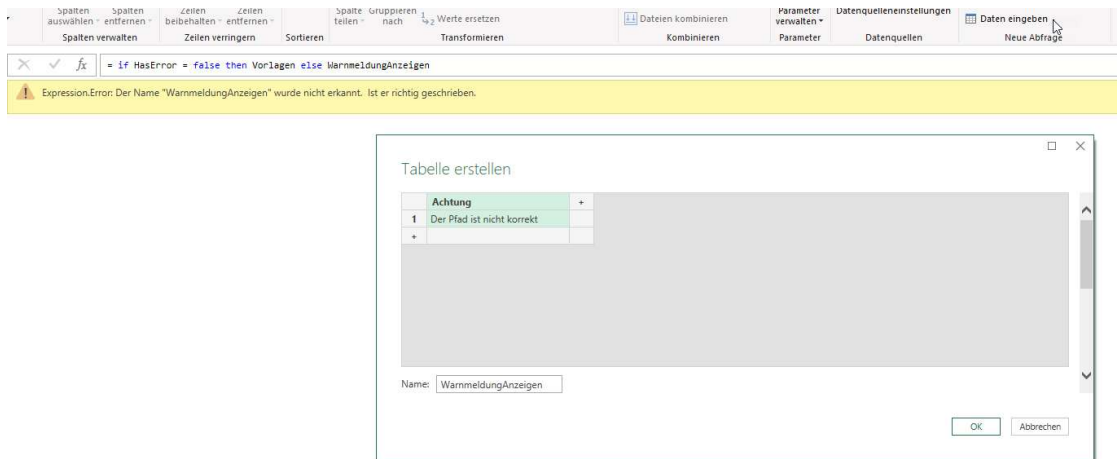 Spalten Spalten Zeilen Zeilen Spalte Gruppieren Parameter Datenquelleneinstellungen
auswählen entfernen beibehalten entfernen teilen nach 1 2 Werte ersetzen Dateien kombinieren verwalten Daten eingeben
Spalten verwalten Zeilen verringern Sortieren Transformieren Kombinieren Parameter Datenquellen Neue Abfrage
fx = if HasError = false then Vorlagen else WarnmeldungAnzeigen
Expression.Error: Der Name "WarnmeldungAnzeigen" wurde nicht erkannt. Ist er richtig geschrieben.
Tabelle erstellen
Achtung +
1 Der Pfad ist nicht korrekt
+
Name: WarnmeldungAnzeigen
OK Abbrechen